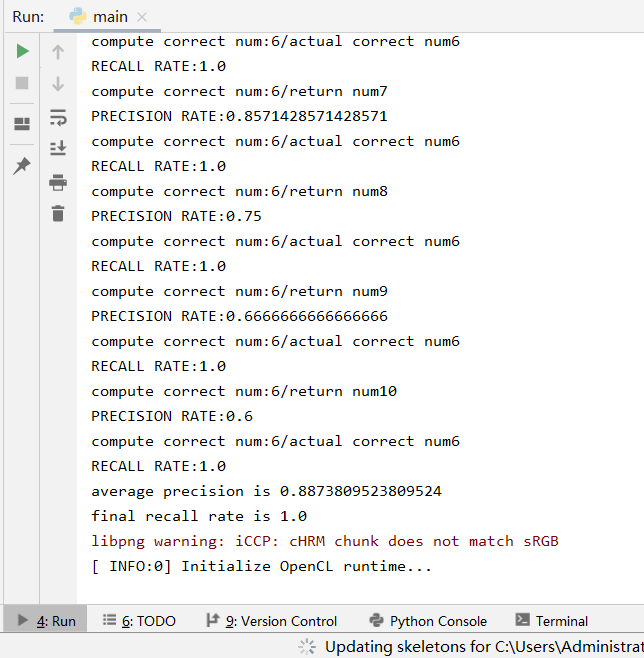 Run: main
compute correct num:6/actual correct num6
RECALL RATE:1.0
compute correct num:6/return num7
PRECISION RATE:0.8571428571428571
compute correct num:6/actual correct num6
RECALL RATE:1.0
compute correct num:6/return num8
PRECISION RATE:0.75
compute correct num:6/actual correct num6
RECALL RATE:1.0
compute correct num:6/return num9
PRECISION RATE:0.6666666666666666
compute correct num:6/actual correct num6
RECALL RATE:1.0
compute correct num:6/return num10
PRECISION RATE:0.6
compute correct num:6/actual correct num6
RECALL RATE:1.0
average precision is 0.8873809523809524
final recall rate is 1.0
libpng warning: iCCP: cHRM chunk does not match sRGB
[ INFO:0] Initialize OpenCL runtime...
4: Run 6: TODO 9: Version Control Python Console Terminal
Updating skeletons for C:\Users\Administrat